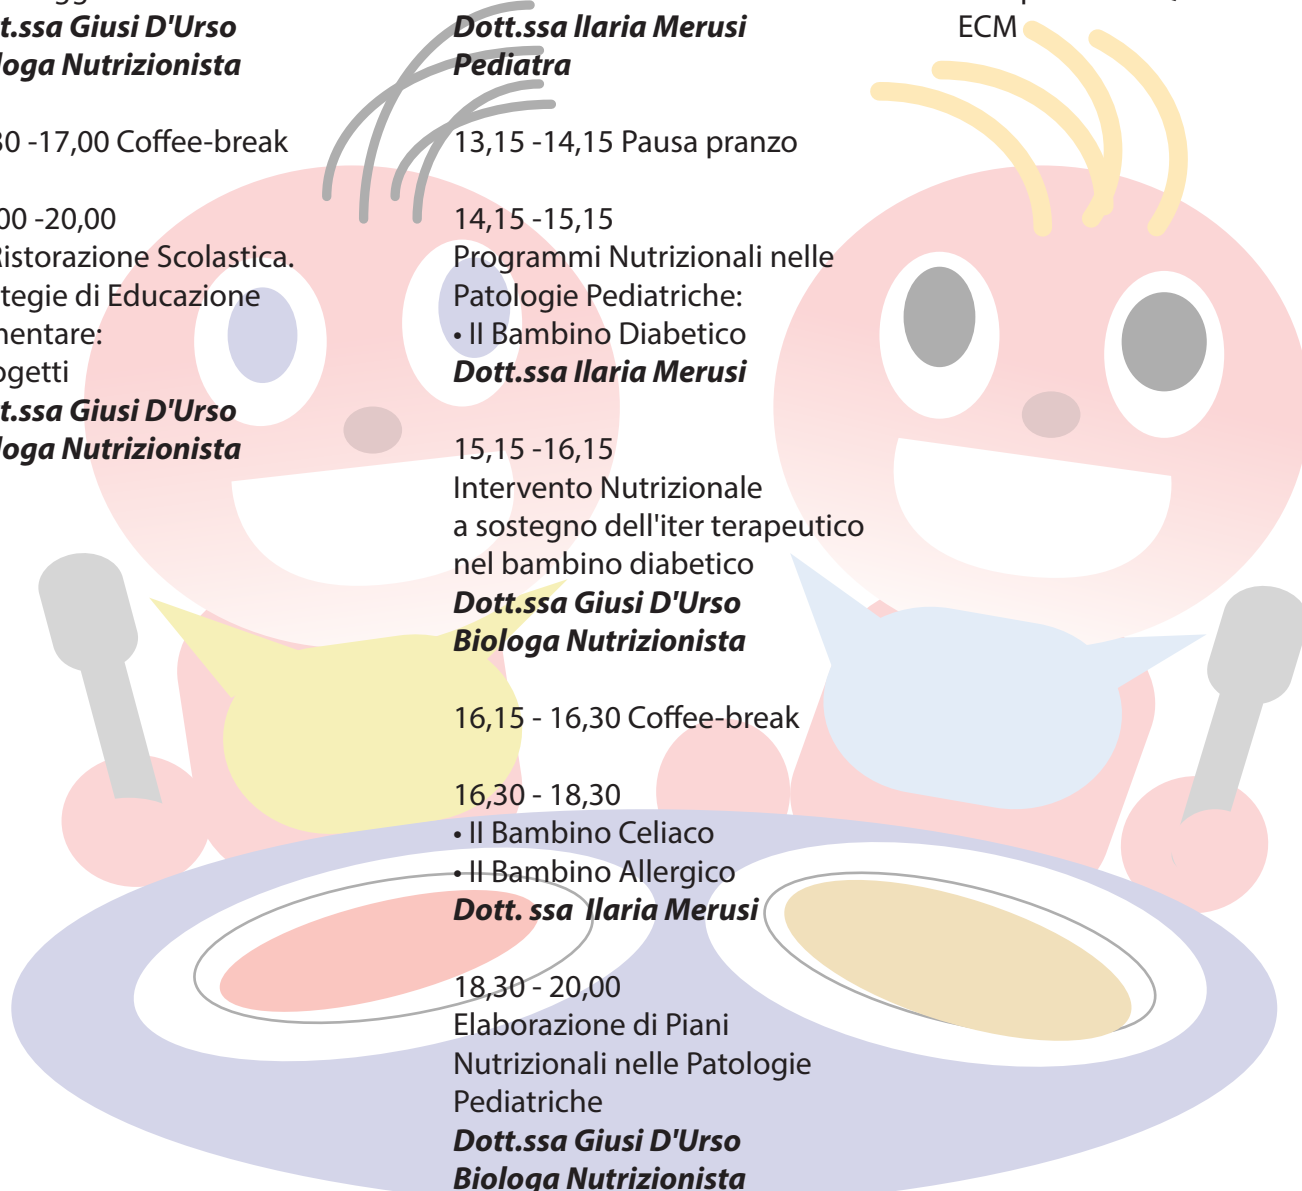 t.ssa Giusi D'Urso
loga Nutrizionista
30 -17,00 Coffee-break
00 -20,00
Ristorazione Scolastica.
tegie di Educazione
mentare:
ogetti
t.ssa Giusi D'Urso
loga Nutrizionista
Dott.ssa Ilaria Merusi
Pediatra
13,15 -14,15 Pausa pranzo
14,15 -15,15
Programmi Nutrizionali nelle
Patologie Pediatriche:
• Il Bambino Diabetico
Dott.ssa Ilaria Merusi
15,15 -16,15
Intervento Nutrizionale
a sostegno dell'iter terapeutico
nel bambino diabetico
Dott.ssa Giusi D'Urso
Biologa Nutrizionista
16,15 - 16,30 Coffee-break
16,30 - 18,30
• Il Bambino Celiaco
• Il Bambino Allergico
Dott. ssa  Ilaria Merusi
18,30 - 20,00
Elaborazione di Piani
Nutrizionali nelle Patologie
Pediatriche
Dott.ssa Giusi D'Urso
Biologa Nutrizionista
ECM